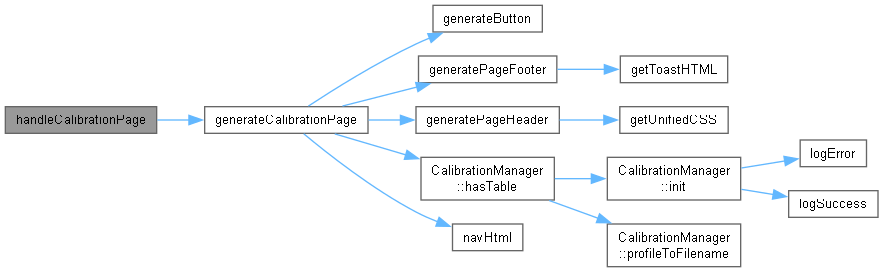 handleCalibrationPage
generateCalibrationPage
generateButton
generatePageFooter
getToastHTML
generatePageHeader
getUnifiedCSS
CalibrationManager
::hasTable
CalibrationManager
::init
logError
logSuccess
CalibrationManager
::profileToFilename
navHtml